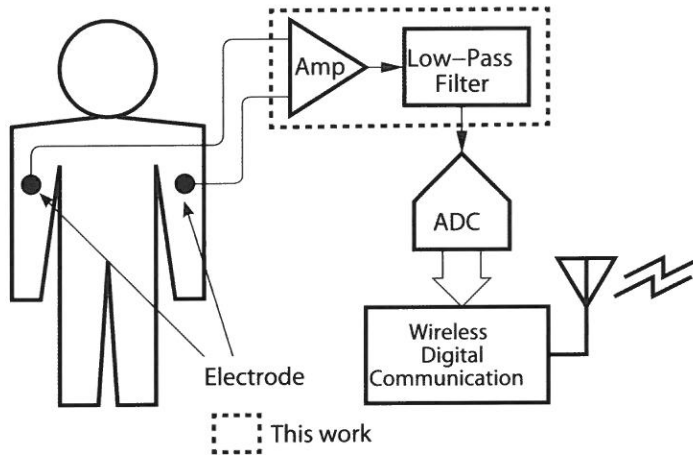 Amp
Low–Pass
Filter
ADC
Wireless
Digital
Communication
Electrode
This work